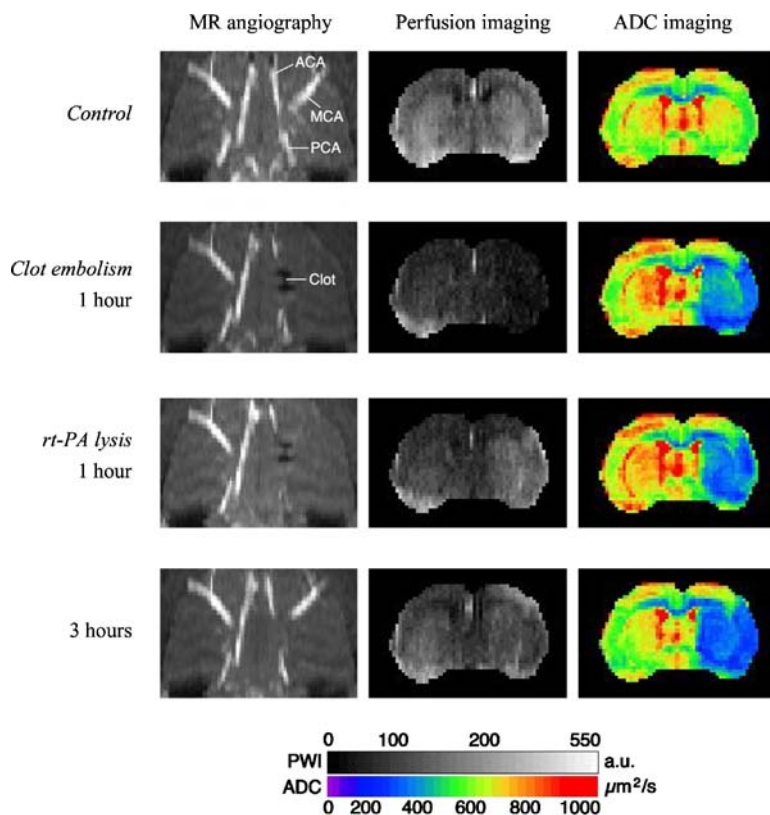 MR angiography Perfusion imaging ADC imaging
Control
ACA
MCA
PCA
Clot embolism
1 hour
Clot
rt-PA lysis
1 hour
3 hours
0 100 200 550
PWI a.u.
ADC µm²/s
0 200 400 600 800 1000